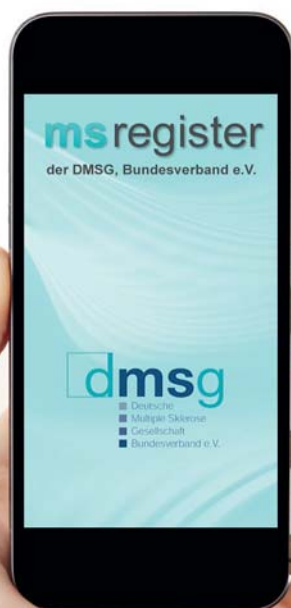 msregister
der DMSG, Bundesverband e.V.
dmsg
Deutsche
Multiple Sklerose
Gesellschaft
Bundesverband e.V.